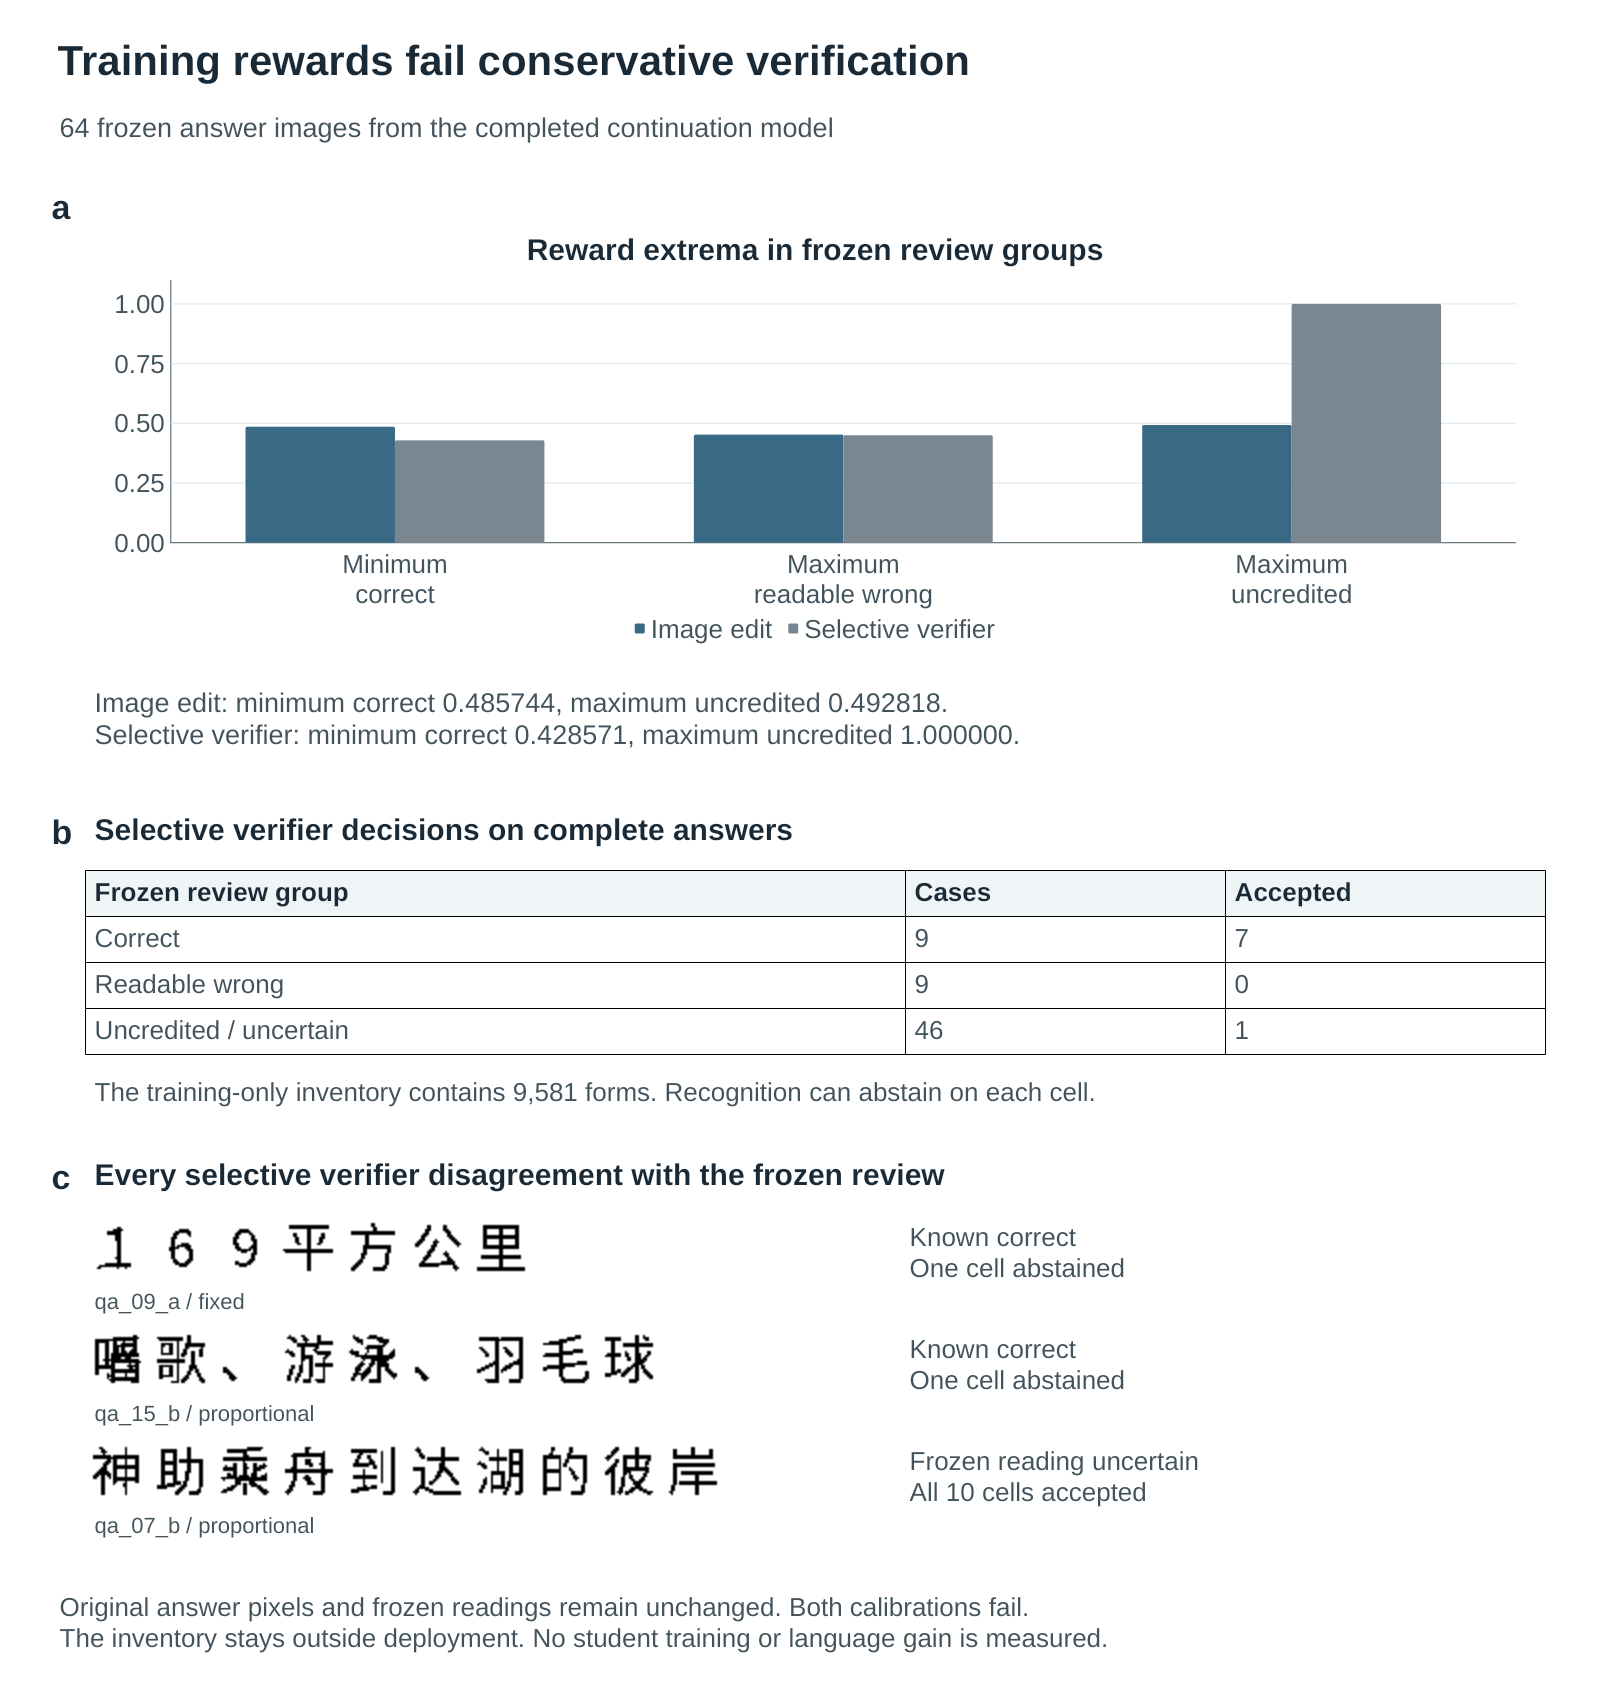 Training rewards fail conservative verification
64 frozen answer images from the completed continuation model
a
Reward extrema in frozen review groups
1.00
0.75
0.50
0.25
0.00
Minimum correct
Maximum readable wrong
Maximum uncredited
Image edit Selective verifier
Image edit: minimum correct 0.485744, maximum uncredited 0.492818.
Selective verifier: minimum correct 0.428571, maximum uncredited 1.000000.
b Selective verifier decisions on complete answers
Frozen review group Cases Accepted
Correct 9 7
Readable wrong 9 0
Uncredited / uncertain 46 1
The training-only inventory contains 9,581 forms. Recognition can abstain on each cell.
c Every selective verifier disagreement with the frozen review
169平方公里
Known correct
One cell abstained
qa_09_a / fixed
唱歌、游泳、羽毛球
Known correct
One cell abstained
qa_15_b / proportional
神助乘舟到达湖的彼岸
Frozen reading uncertain
All 10 cells accepted
qa_07_b / proportional
Original answer pixels and frozen readings remain unchanged. Both calibrations fail.
The inventory stays outside deployment. No student training or language gain is measured.